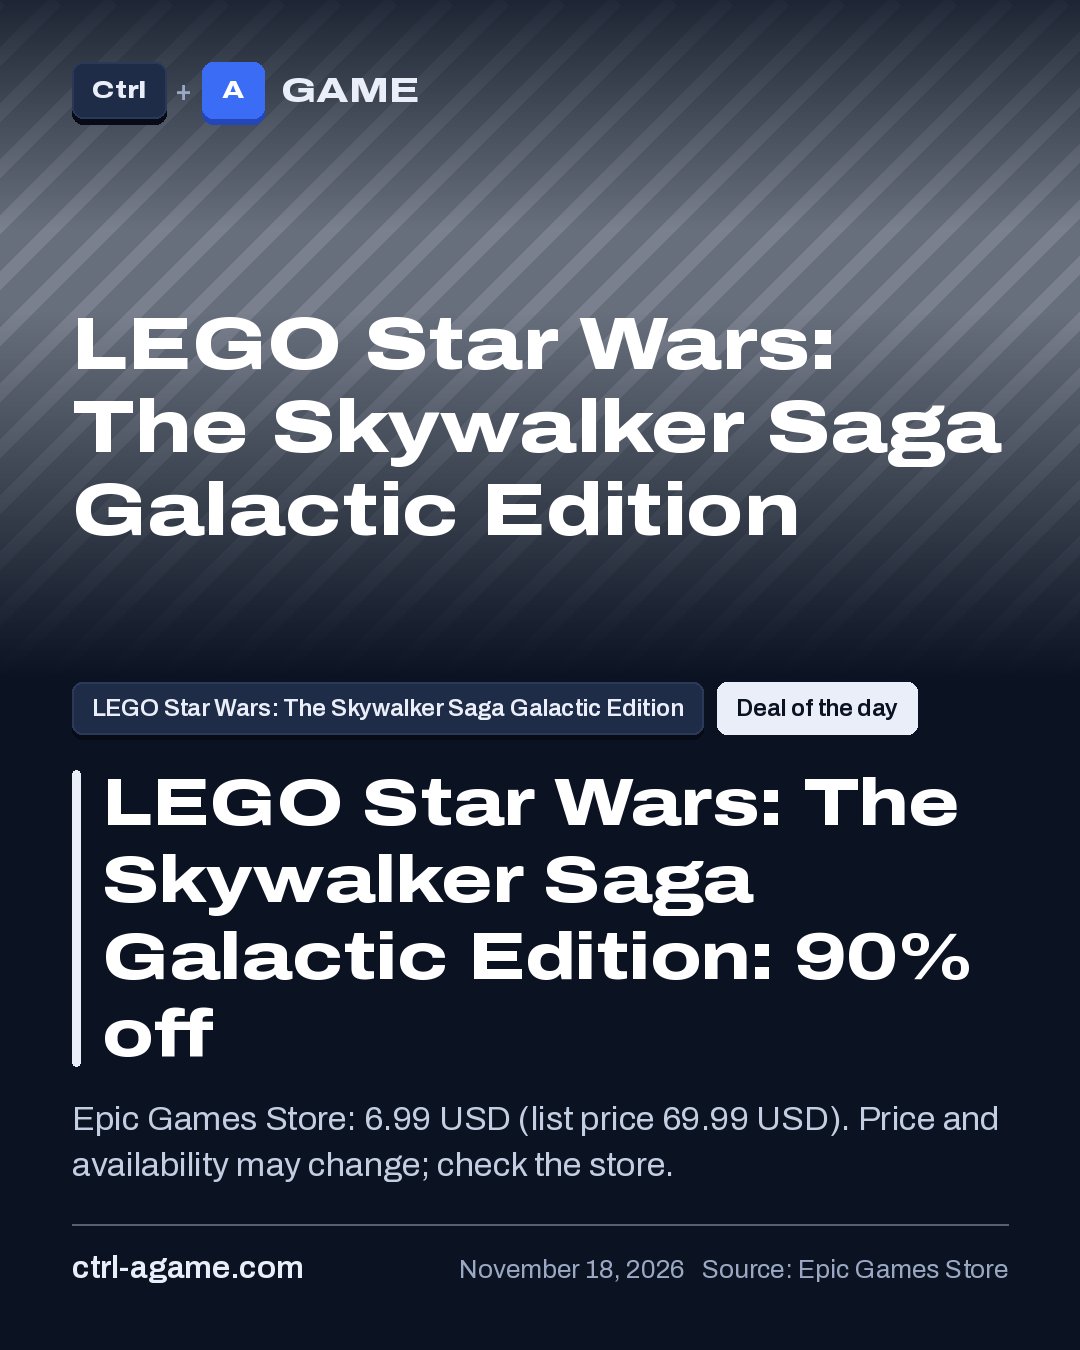 Ctrl + A GAME
LEGO Star Wars:
The Skywalker Saga
Galactic Edition
LEGO Star Wars: The Skywalker Saga Galactic Edition
Deal of the day
LEGO Star Wars: The
Skywalker Saga
Galactic Edition: 90%
off
Epic Games Store: 6.99 USD (list price 69.99 USD). Price and
availability may change; check the store.
ctrl-agame.com
November 18, 2026 Source: Epic Games Store